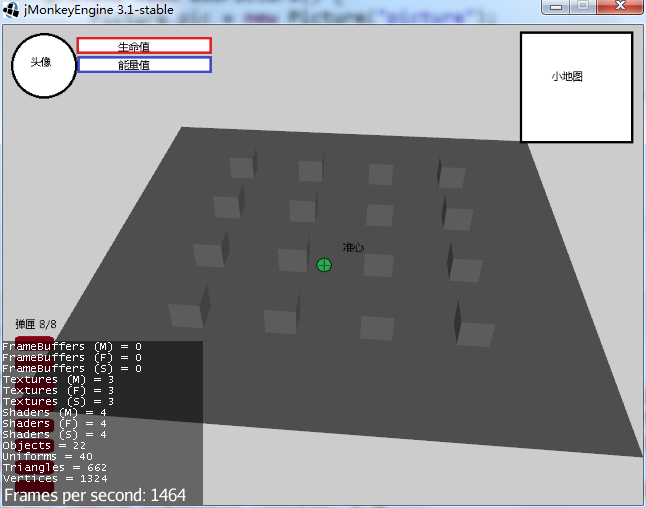 jMonkeyEngine 3.1-stable
头像
生命值
能量值
小地图
准心
弹匣 8/8
FrameBuffers (M) = 0
FrameBuffers (F) = 0
FrameBuffers (S) = 0
Textures (M) = 3
Textures (F) = 3
Textures (S) = 3
Shaders (M) = 4
Shaders (F) = 4
Shaders (S) = 4
Objects = 22
Uniforms = 40
Triangles = 662
Vertices = 1324
Frames per second: 1464